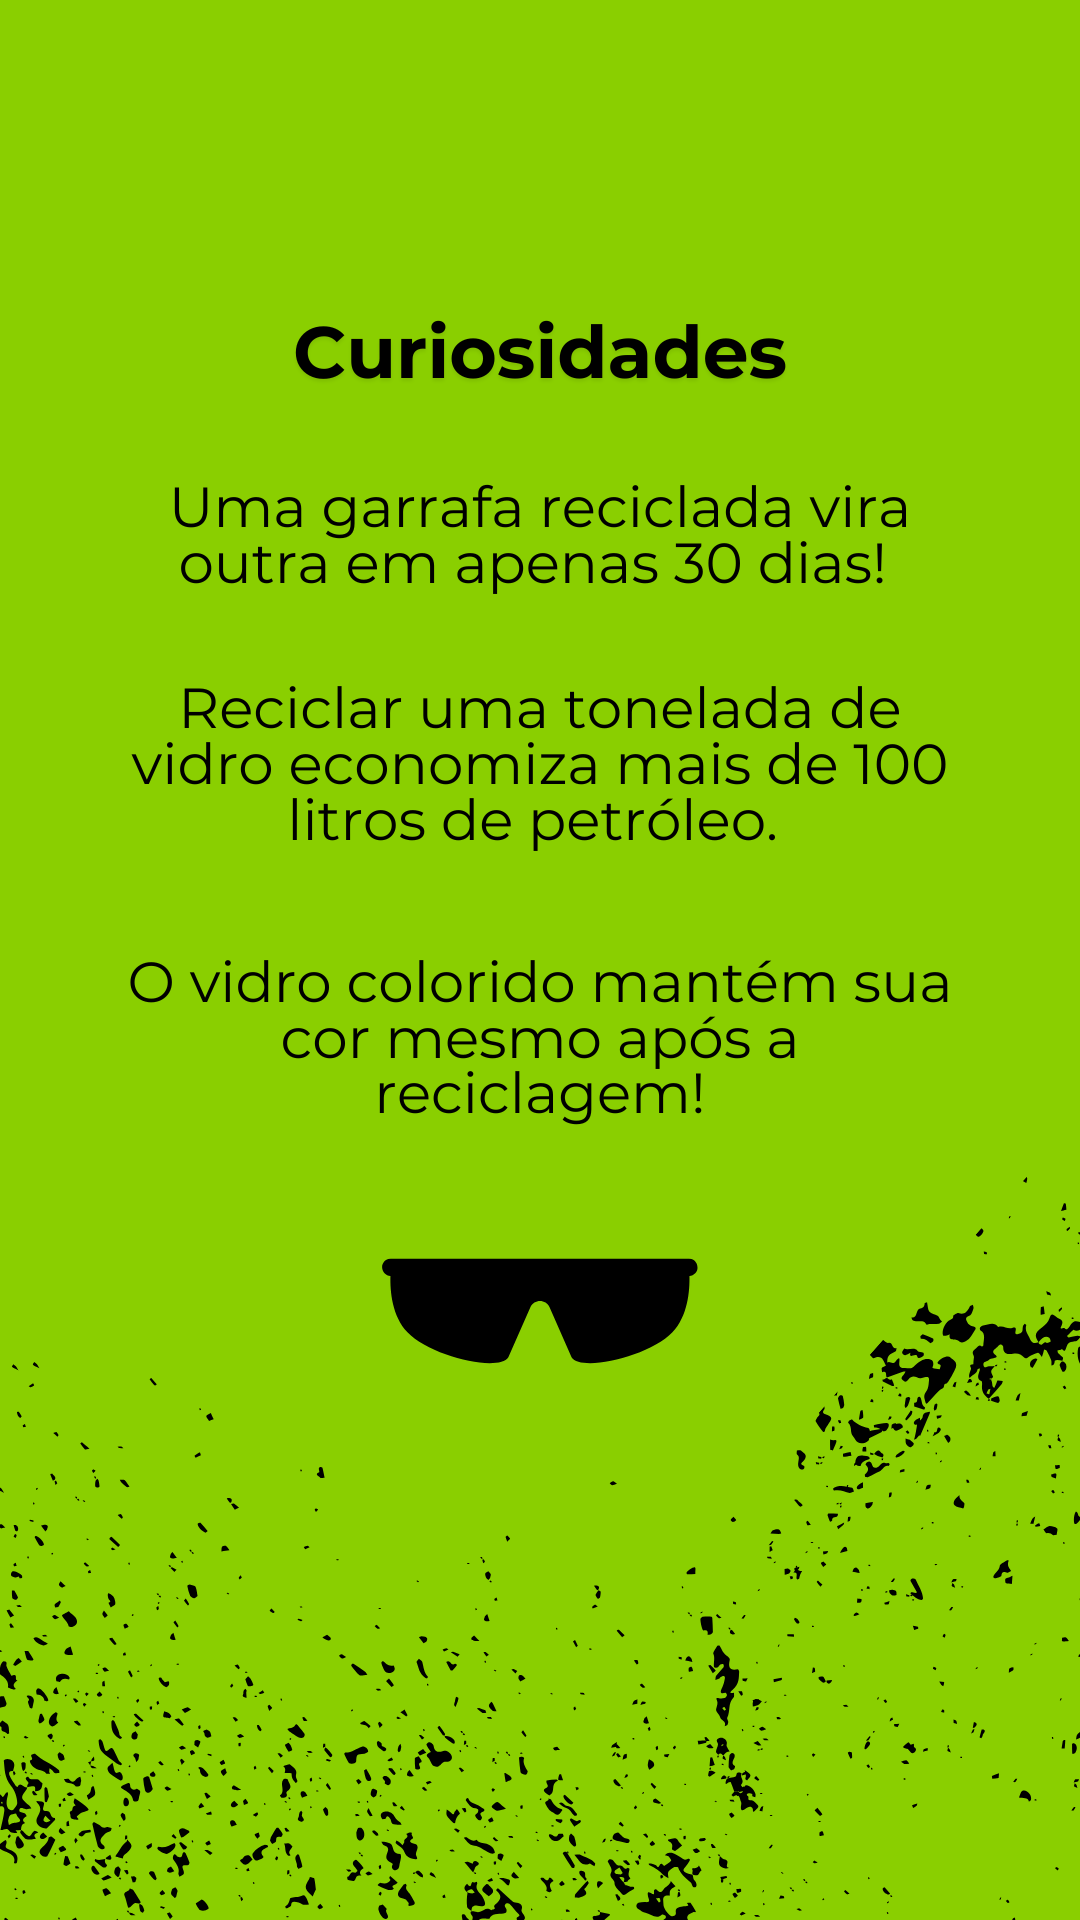 Curiosidades
Uma garrafa reciclada vira
outra em apenas 30 dias!
Reciclar uma tonelada de
vidro economiza mais de 100
litros de petróleo.
O vidro colorido mantém sua
cor mesmo após a
reciclagem!